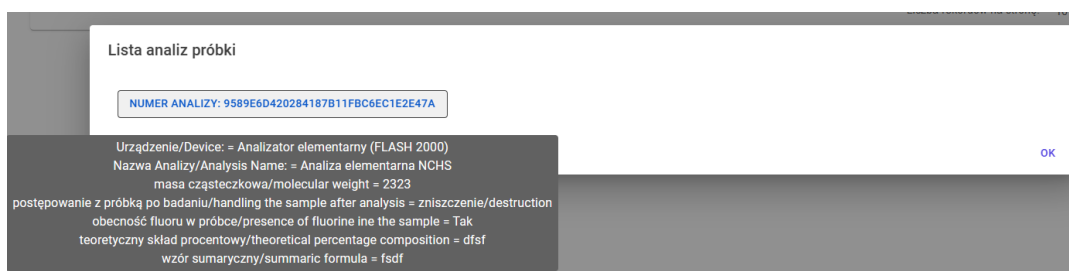 Lista analiz próbki
NUMER ANALIZY: 9589E6D420284187B11FBC6EC1E2E47A
Urządzenie/Device: = Analizator elementarny (FLASH 2000)
Nazwa Analizy/Analysis Name: = Analiza elementarna NCHS
masa cząsteczkowa/molecular weight = 2323
postępowanie z próbką po badaniu/handling the sample after analysis = zniszczenie/destruction
obecność fluoru w próbce/presence of fluorine ine the sample = Tak
teoretyczny skład procentowy/theoretical percentage composition = dfsf
wzór sumaryczny/summaric formula = fsdf
OK